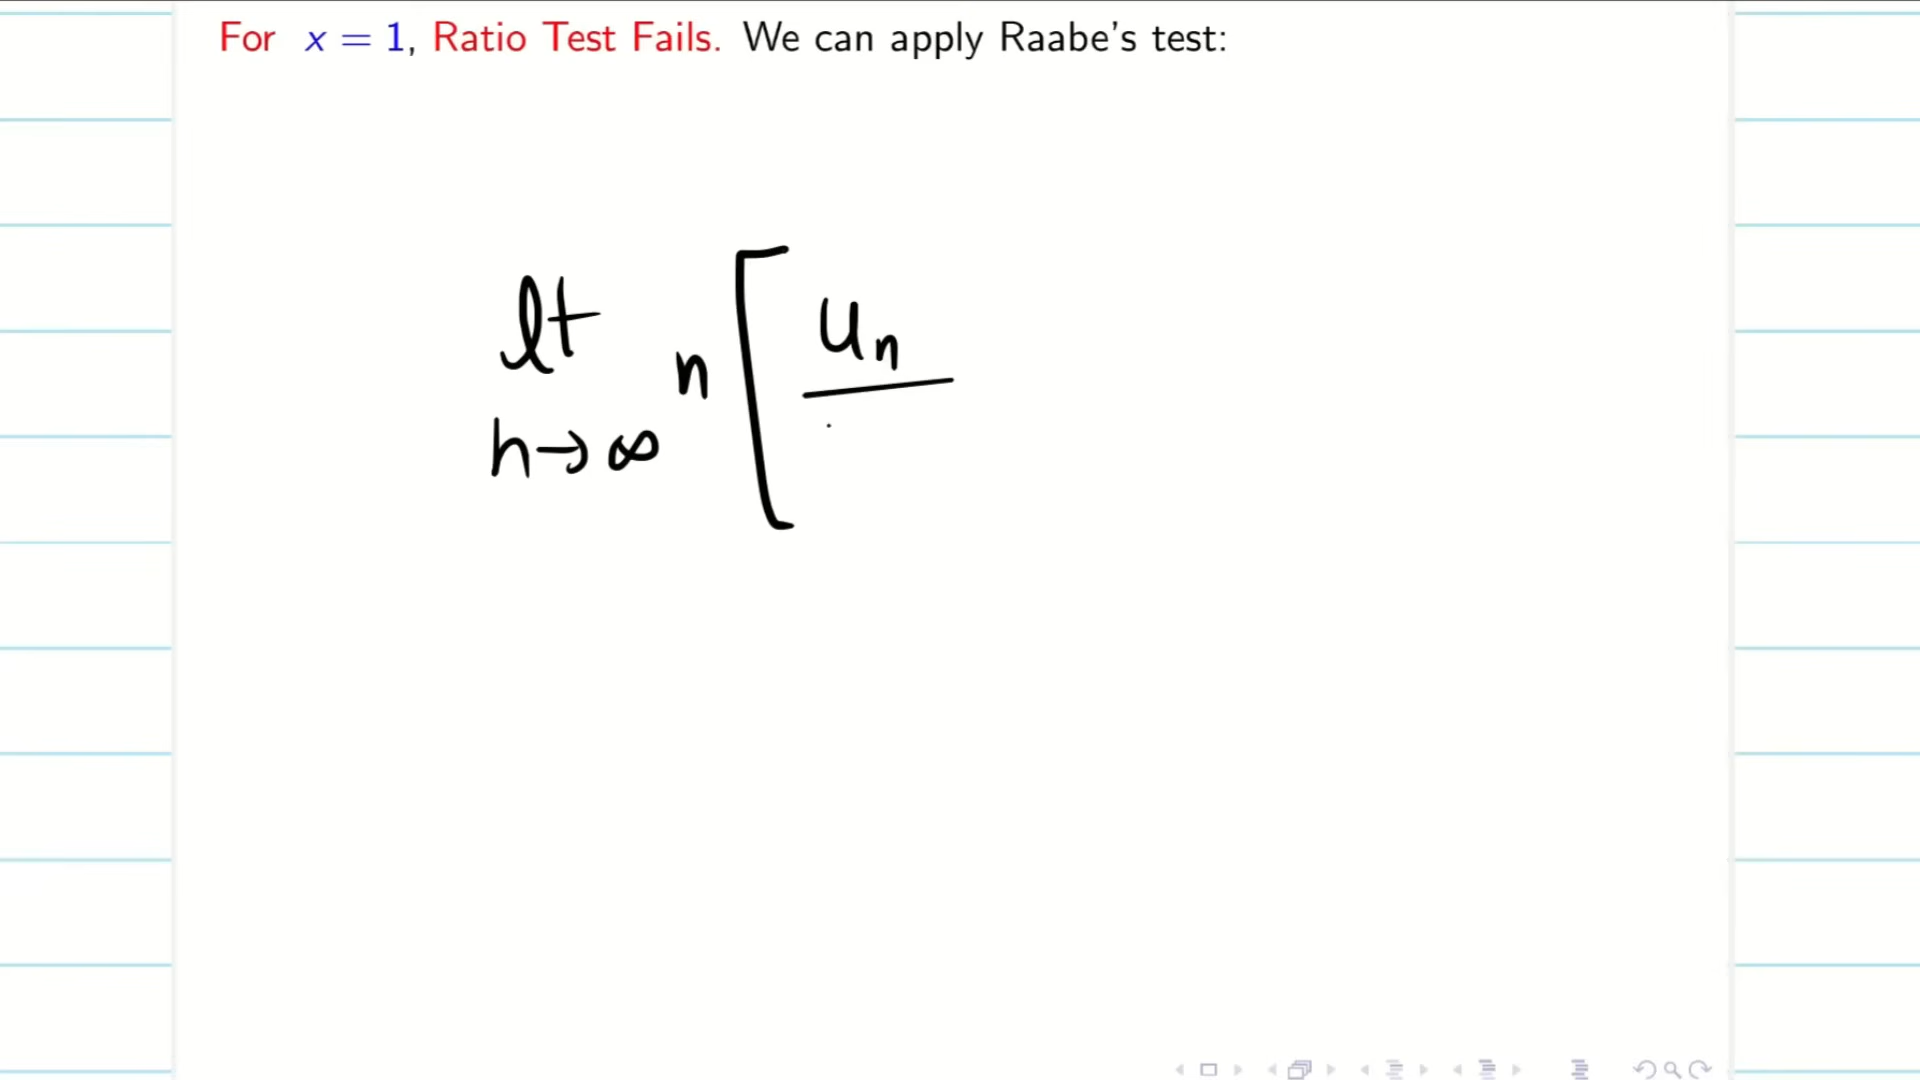 For x = 1, Ratio Test Fails. We can apply Raabe's test:
lt n [ un
n→∞